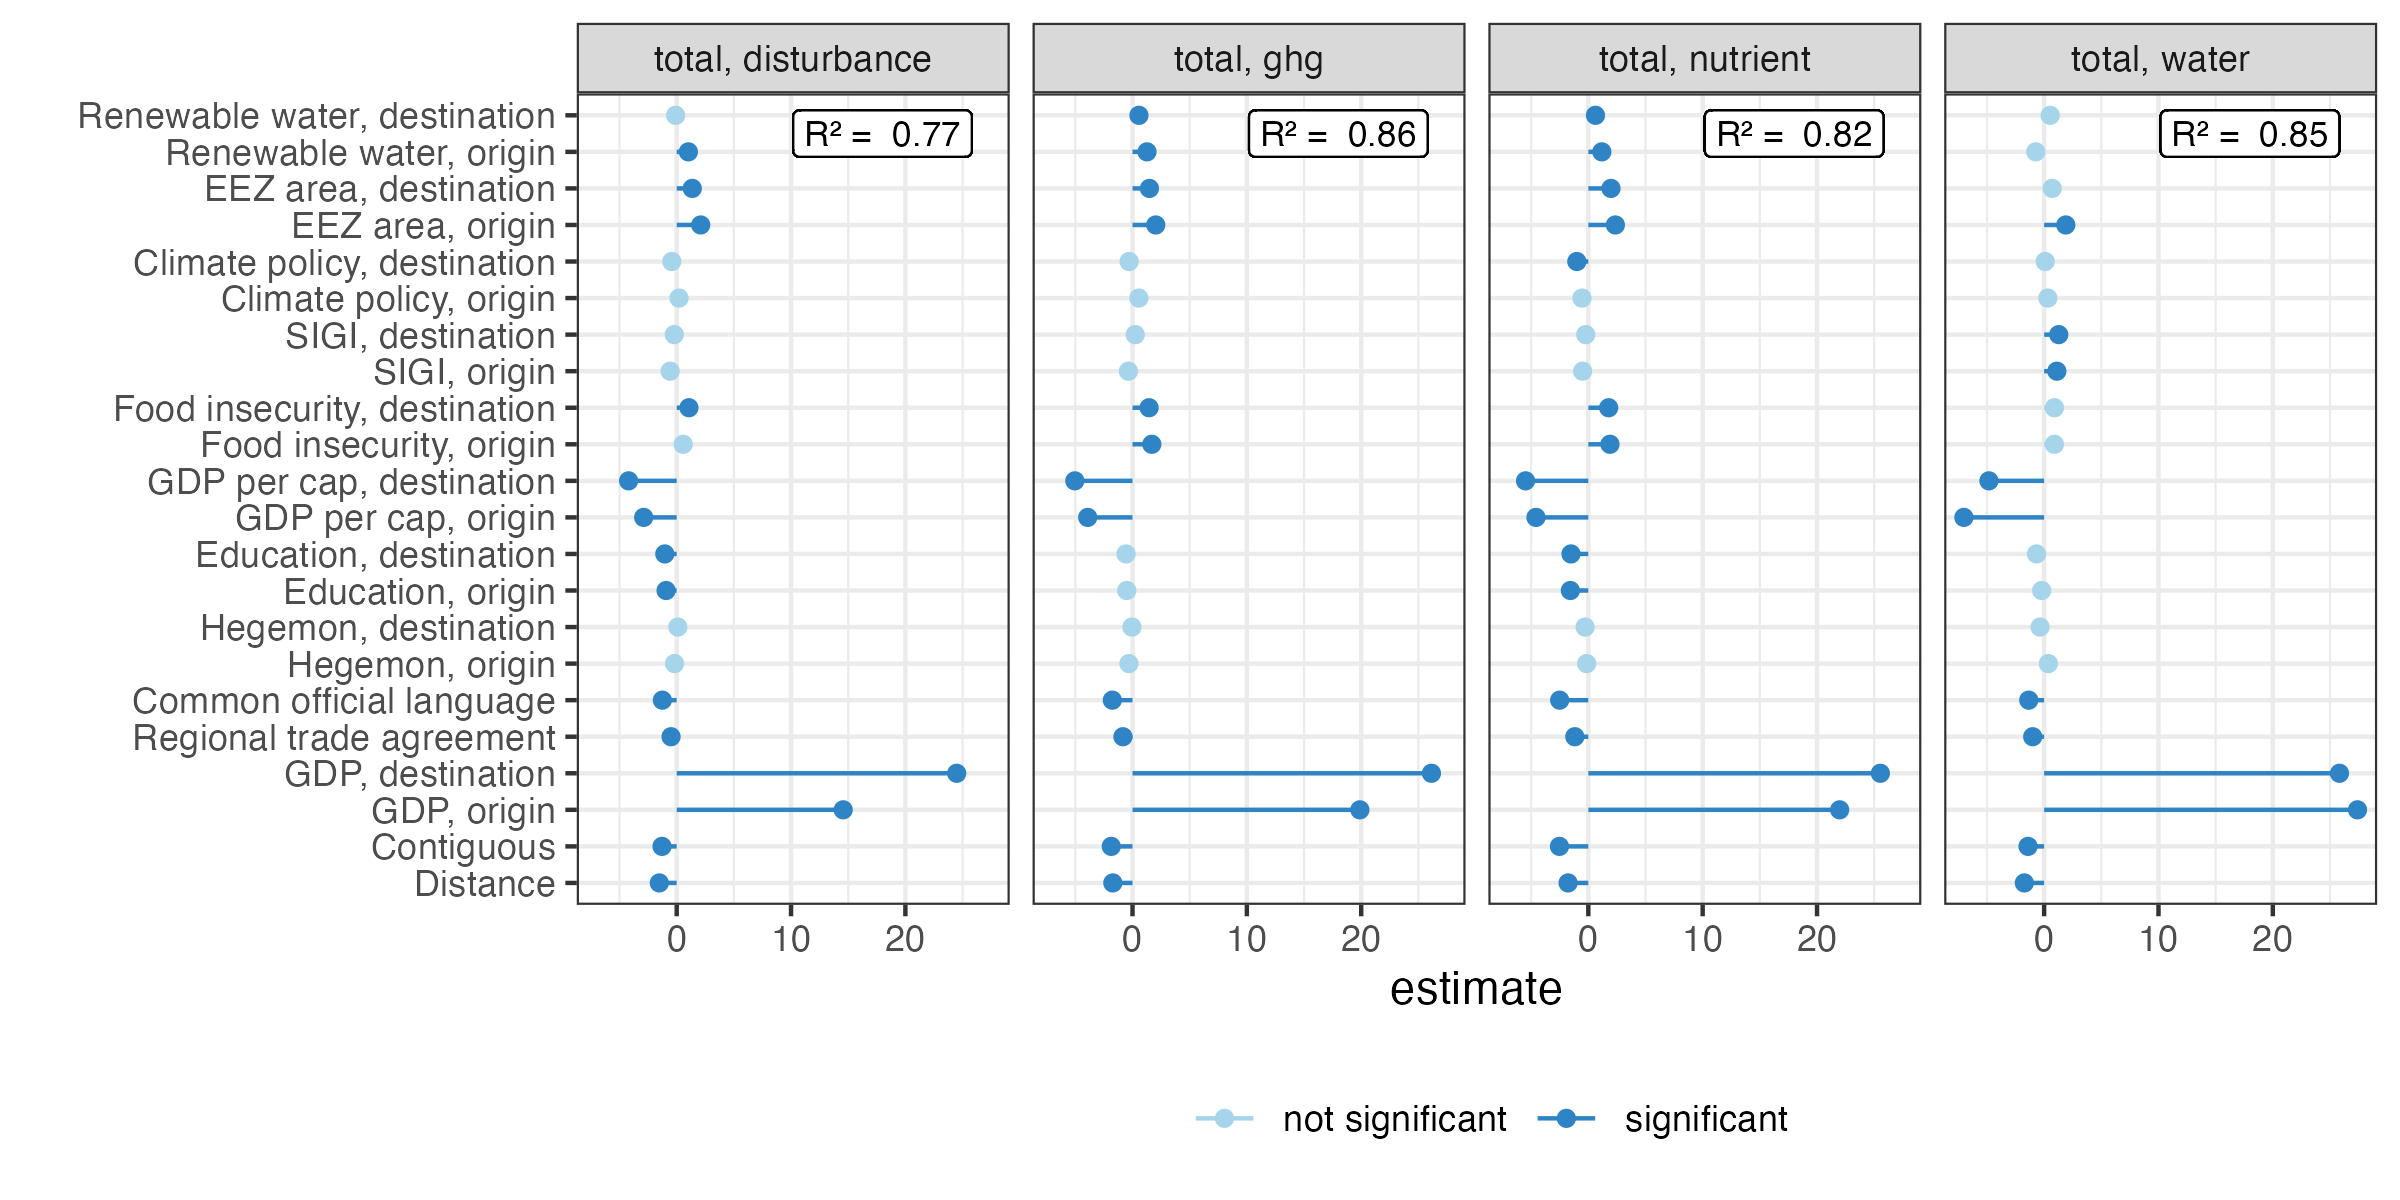 total, disturbance
total, ghg
total, nutrient
total, water
R² = 0.77
R² = 0.86
R² = 0.82
R² = 0.85
Renewable water, destination
Renewable water, origin
EEZ area, destination
EEZ area, origin
Climate policy, destination
Climate policy, origin
SIGI, destination
SIGI, origin
Food insecurity, destination
Food insecurity, origin
GDP per cap, destination
GDP per cap, origin
Education, destination
Education, origin
Hegemon, destination
Hegemon, origin
Common official language
Regional trade agreement
GDP, destination
GDP, origin
Contiguous
Distance
0 10 20
0 10 20
0 10 20
0 10 20
estimate
not significant
significant